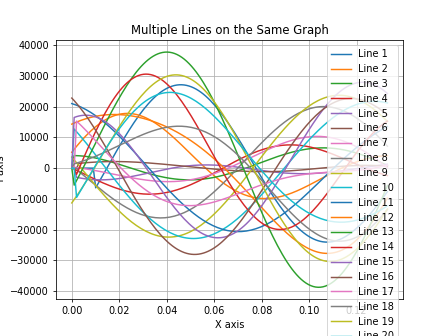 Multiple Lines on the Same Graph
40000
30000
20000
10000
0
−10000
−20000
−30000
−40000
0.00
0.02
0.04
0.06
0.08
0.10
X axis
Line 1
Line 2
Line 3
Line 4
Line 5
Line 6
Line 7
Line 8
Line 9
Line 10
Line 11
Line 12
Line 13
Line 14
Line 15
Line 16
Line 17
Line 18
Line 19
Line 20